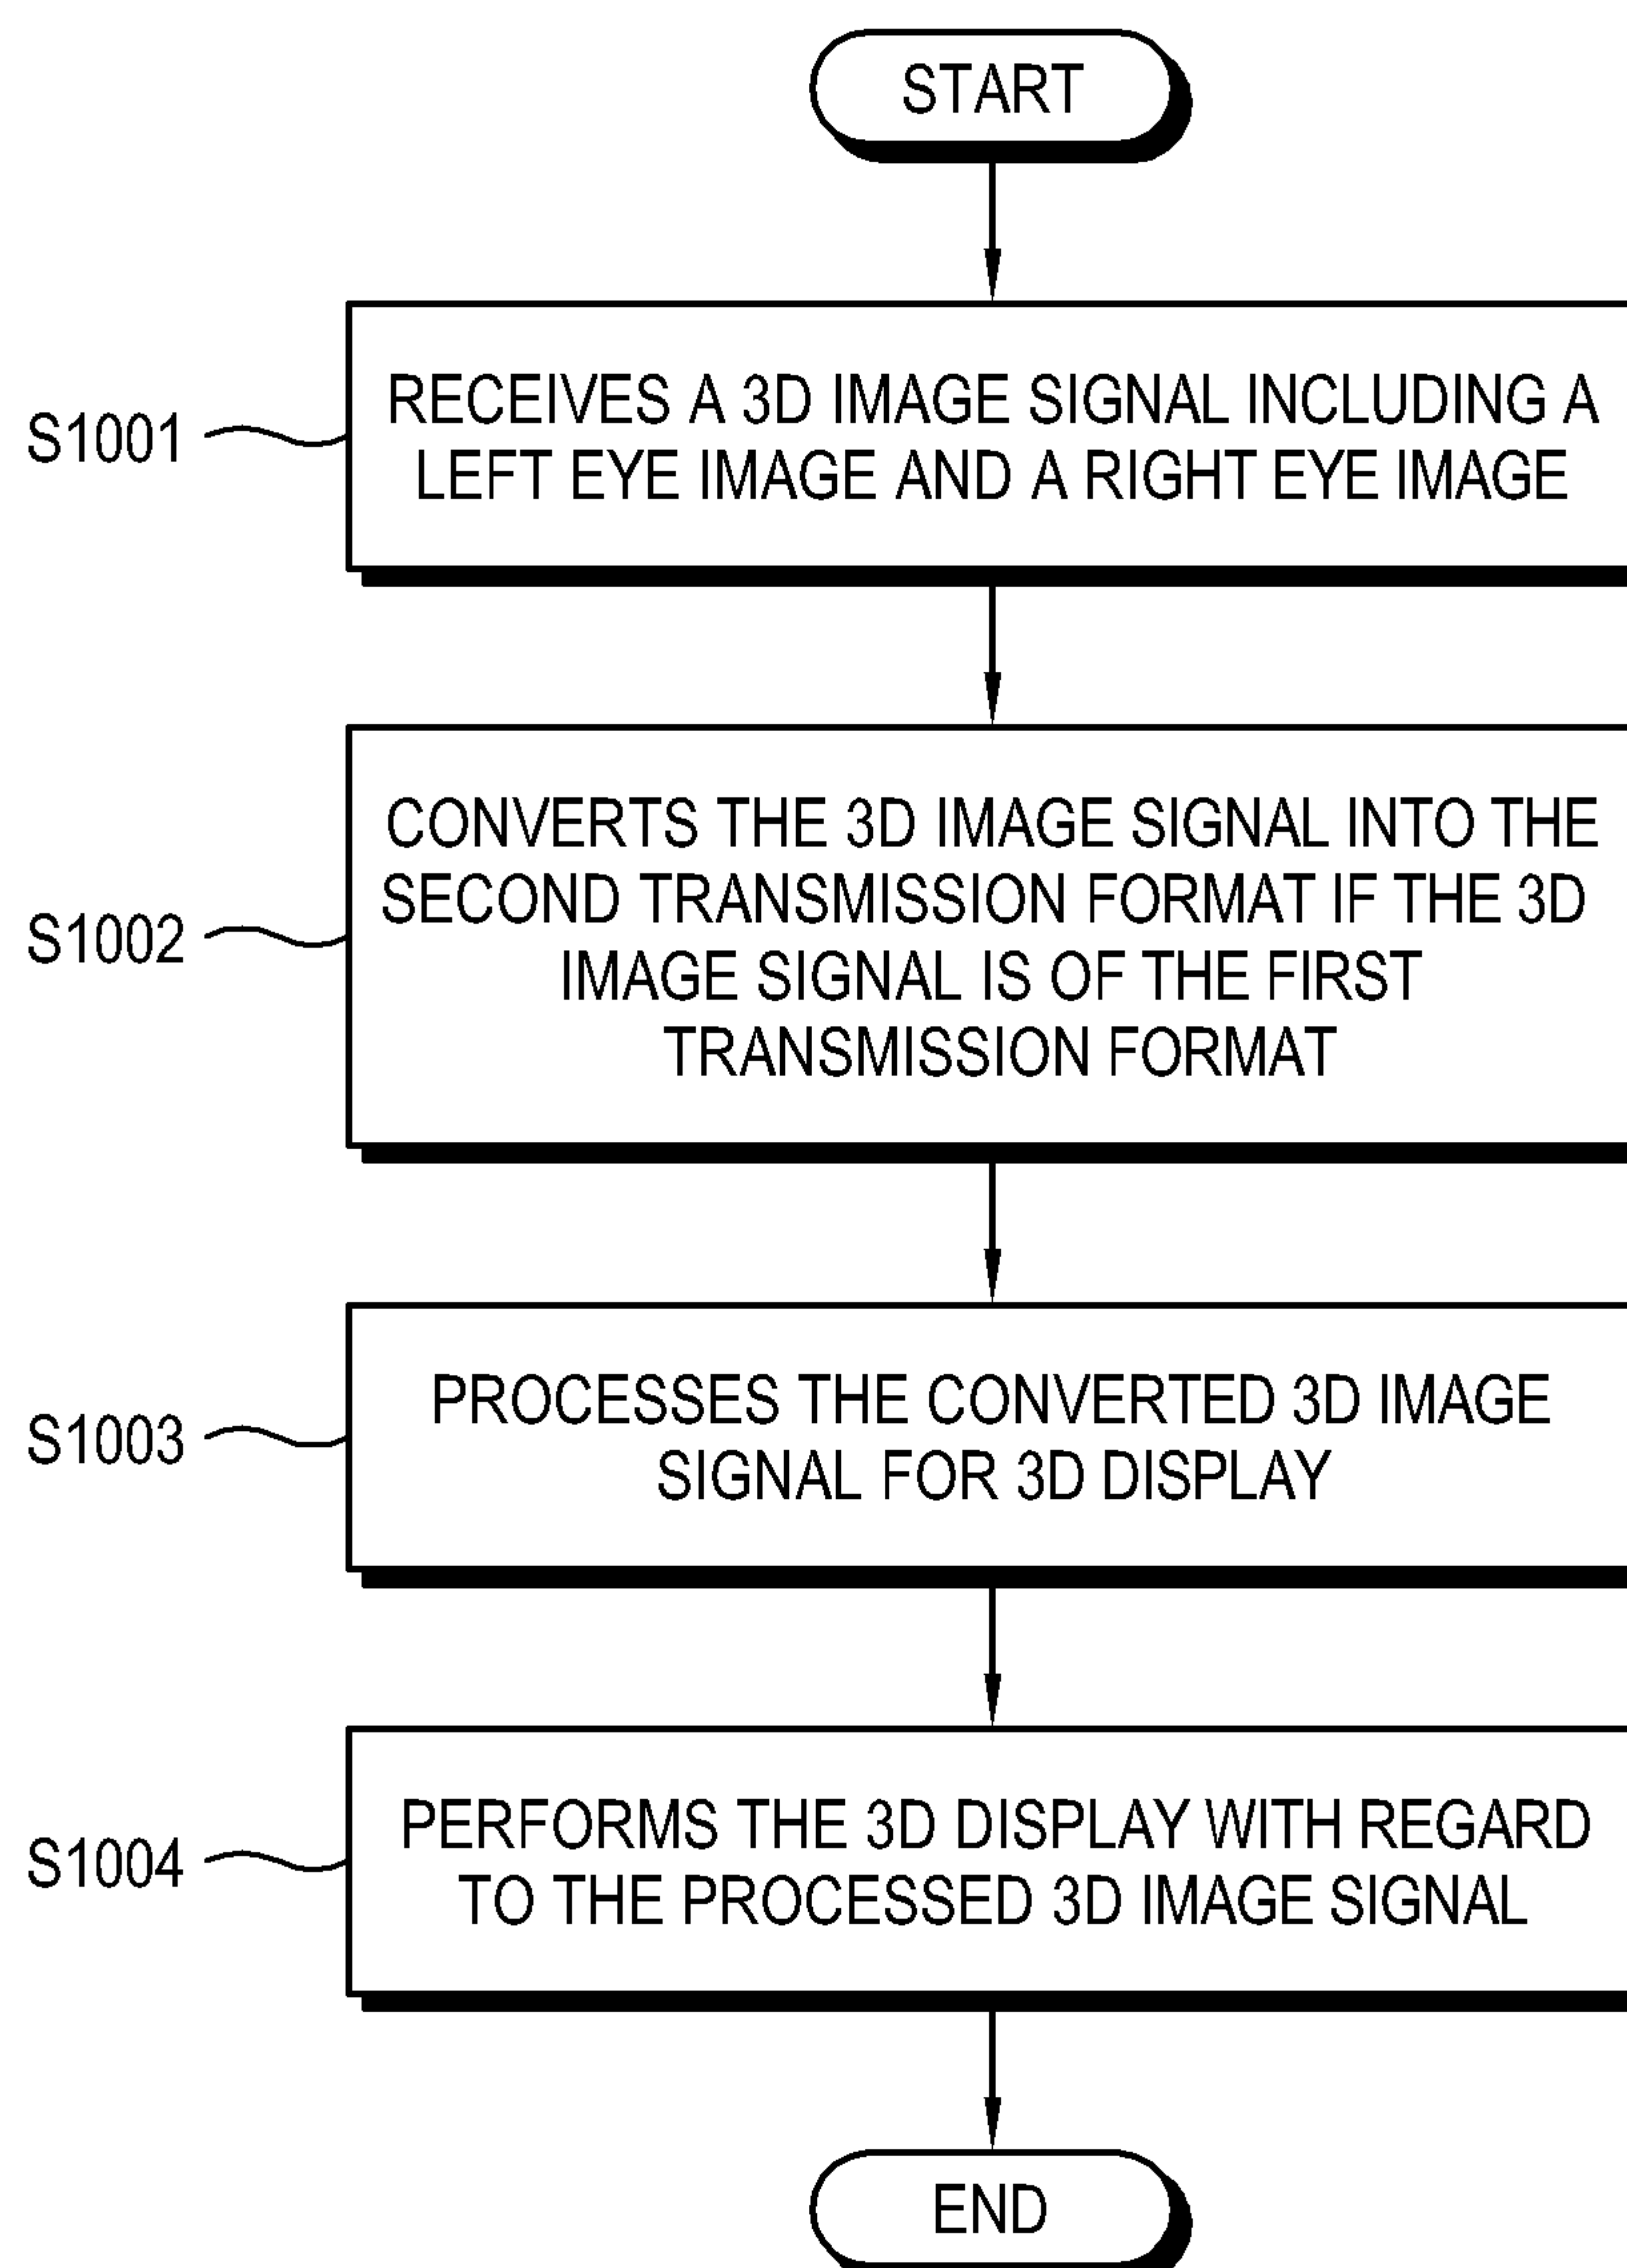 START
S1001
RECEIVES A 3D IMAGE SIGNAL INCLUDING A
LEFT EYE IMAGE AND A RIGHT EYE IMAGE
S1002
CONVERTS THE 3D IMAGE SIGNAL INTO THE
SECOND TRANSMISSION FORMAT IF THE 3D
IMAGE SIGNAL IS OF THE FIRST
TRANSMISSION FORMAT
S1003
PROCESSES THE CONVERTED 3D IMAGE
SIGNAL FOR 3D DISPLAY
S1004
PERFORMS THE 3D DISPLAY WITH REGARD
TO THE PROCESSED 3D IMAGE SIGNAL
END